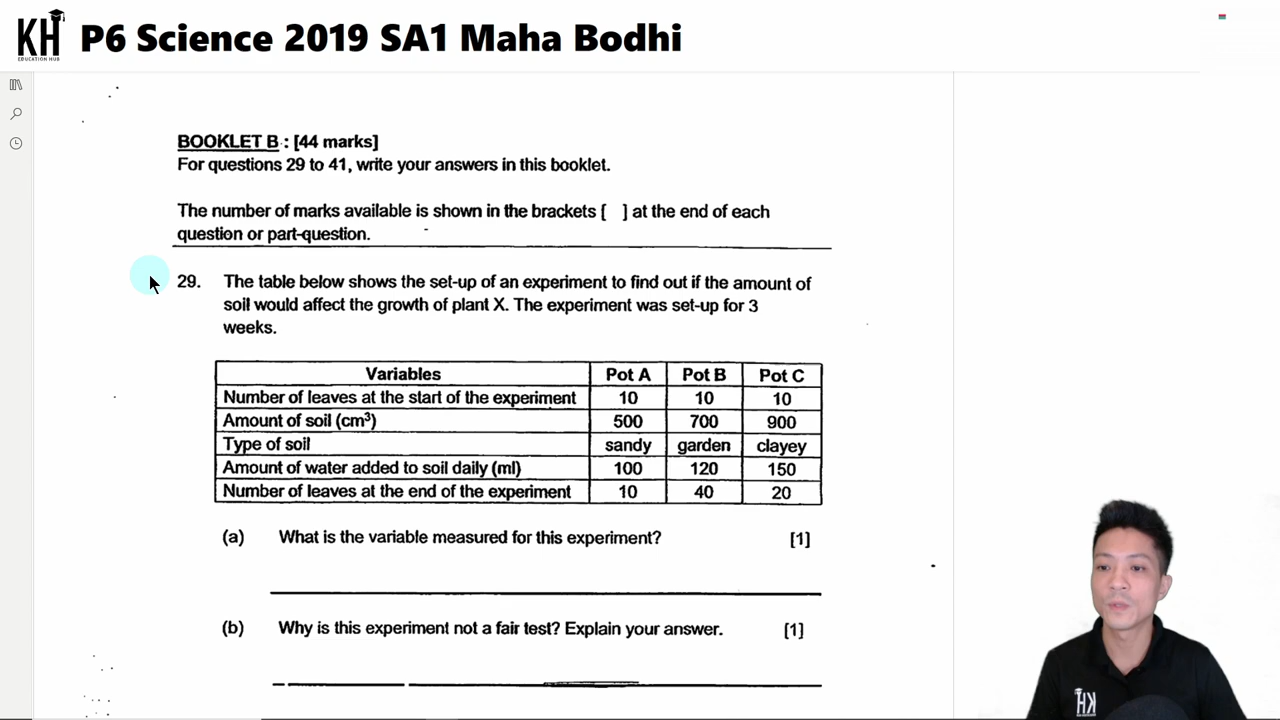 KH P6 Science 2019 SA1 Maha Bodhi
EDUCATION HUB
BOOKLET B : [44 marks]
For questions 29 to 41, write your answers in this booklet.
The number of marks available is shown in the brackets [ ] at the end of each
question or part-question.
29. The table below shows the set-up of an experiment to find out if the amount of
soil would affect the growth of plant X. The experiment was set-up for 3
weeks.
Variables Pot A Pot B Pot C
Number of leaves at the start of the experiment 10 10 10
Amount of soil (cm³) 500 700 900
Type of soil sandy garden clayey
Amount of water added to soil daily (ml) 100 120 150
Number of leaves at the end of the experiment 10 40 20
(a) What is the variable measured for this experiment? [1]
(b) Why is this experiment not a fair test? Explain your answer. [1]
KH